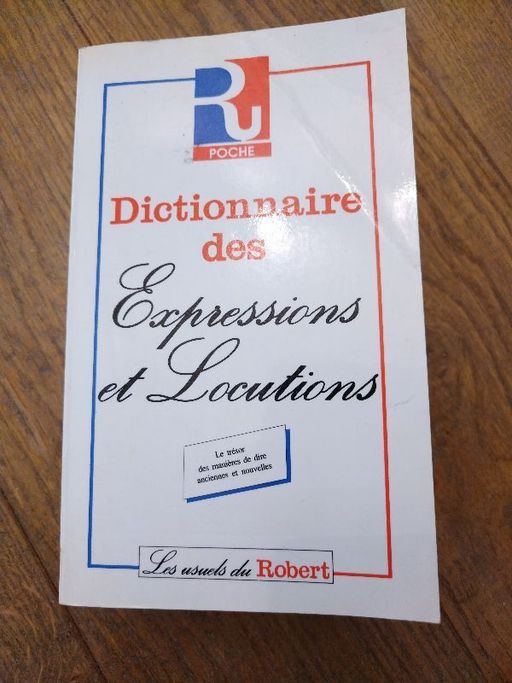 RU
POCHE
Dictionnaire
des
Expressions
et Locutions
Le trésor
des manières de dire
anciennes et nouvelles
Les usuels du Robert